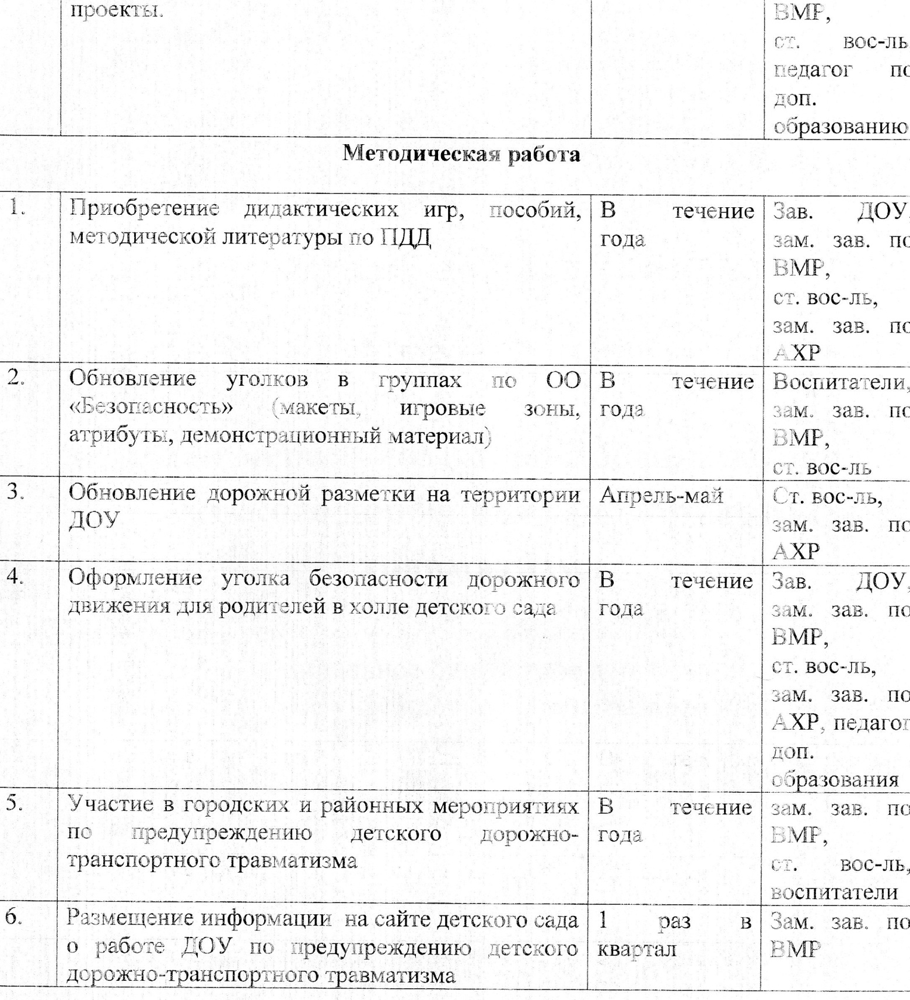 проекты.
ВМР,
ст. вос-ль
педагог по
доп.
образованию
Методическая работа
1.
Приобретение дидактических игр, пособий,
методической литературы по ПДД
В течение
года
Зав. ДОУ,
зам. зав. по
ВМР,
ст. вос-ль,
зам. зав. по
АХР
2.
Обновление уголков в группах по ОО
«Безопасность» (макеты, игровые зоны,
атрибуты, демонстрационный материал)
В течение
года
Воспитатели,
зам. зав. по
ВМР,
ст. вос-ль
3.
Обновление дорожной разметки на территории
ДОУ
Апрель-май
Ст. вос-ль,
зам. зав. по
АХР
4.
Оформление уголка безопасности дорожного
движения для родителей в холле детского сада
В течение
года
Зав. ДОУ,
зам. зав. по
ВМР,
ст. вос-ль,
зам. зав. по
АХР, педагог
доп.
образования
5.
Участие в городских и районных мероприятиях
по предупреждению детского дорожно-
транспортного травматизма
В течение
года
зам. зав. по
ВМР,
ст. вос-ль,
воспитатели
6.
Размещение информации на сайте детского сада
о работе ДОУ по предупреждению детского
дорожно-транспортного травматизма
1 раз в
квартал
Зам. зав. по
ВМР